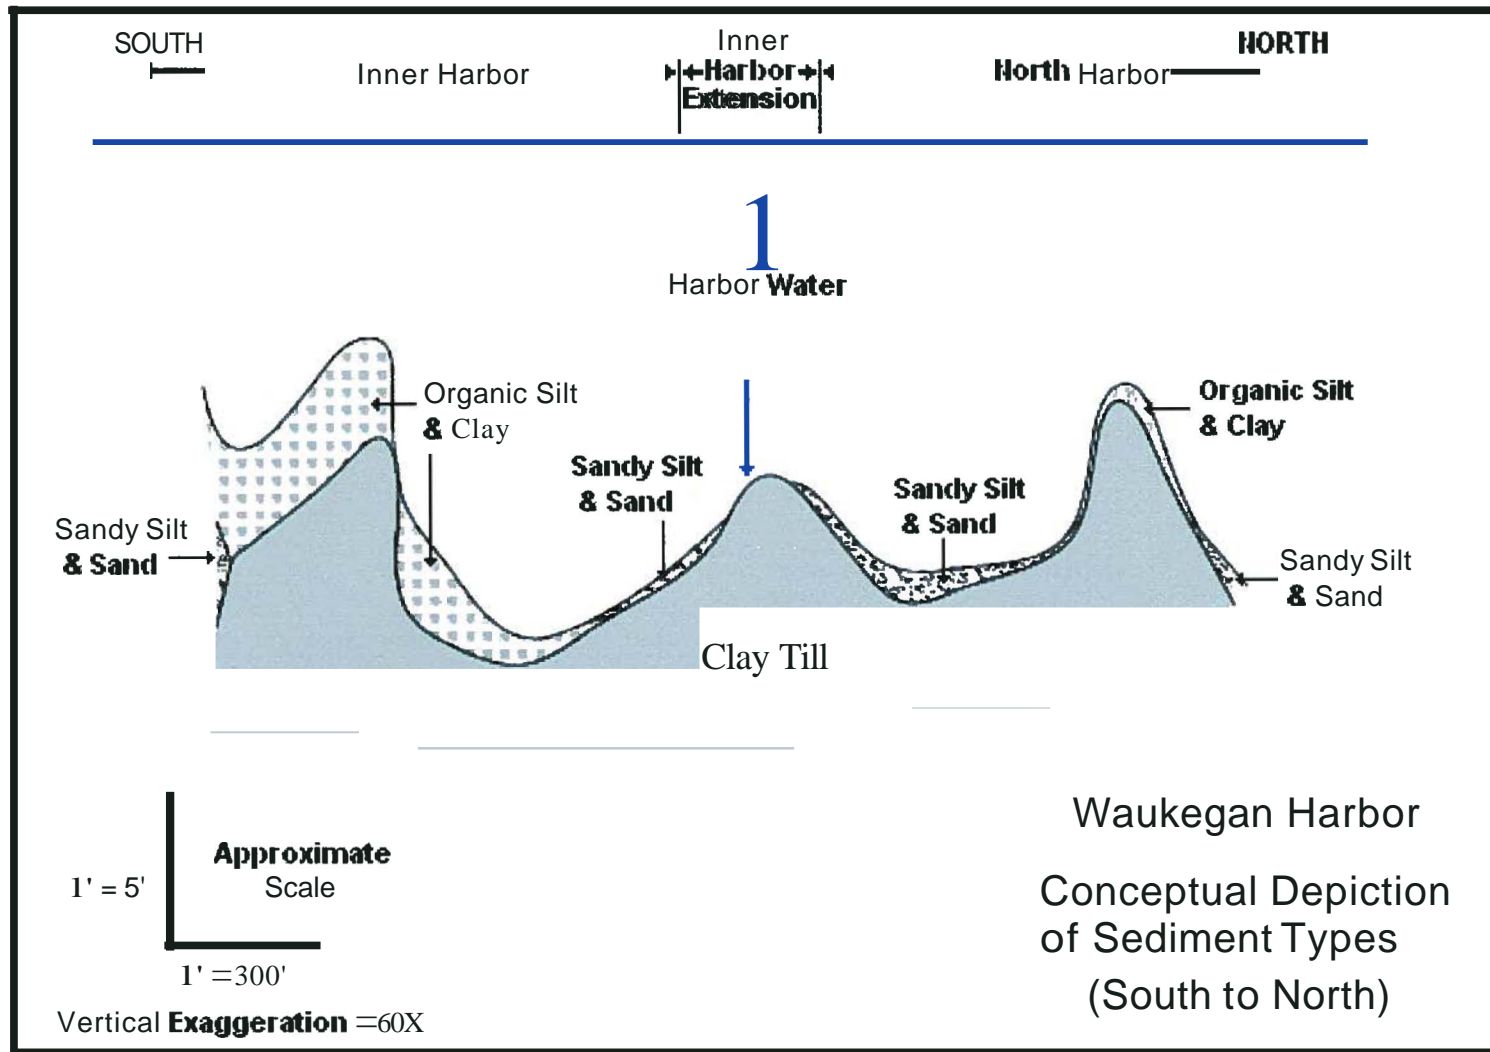 SOUTH
Inner Harbor
Inner
Harbor
Extension
North Harbor
NORTH
1
Harbor Water
Organic Silt
& Clay
Sandy Silt
& Sand
Sandy Silt
& Sand
Organic Silt
& Clay
Sandy Silt
& Sand
Sandy Silt
& Sand
Clay Till
Approximate
Scale
1' = 5'
1' =300'
Vertical Exaggeration =60X
Waukegan Harbor
Conceptual Depiction
of Sediment Types
(South to North)